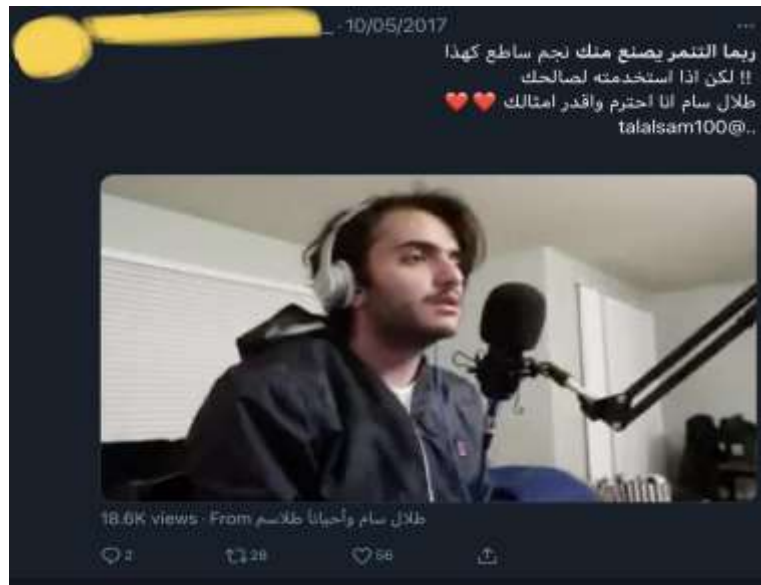 10/05/2017
ربما التنمر يصنع منك نجم ساطع كهذا
!! لكن اذا استخدمته لصالحك
طلال سام انا احترم واقدر امثالك ❤️ ❤️
..@talalsam100
18.6K views · From طلال سام وأحياناً طلاسم
2 28 56